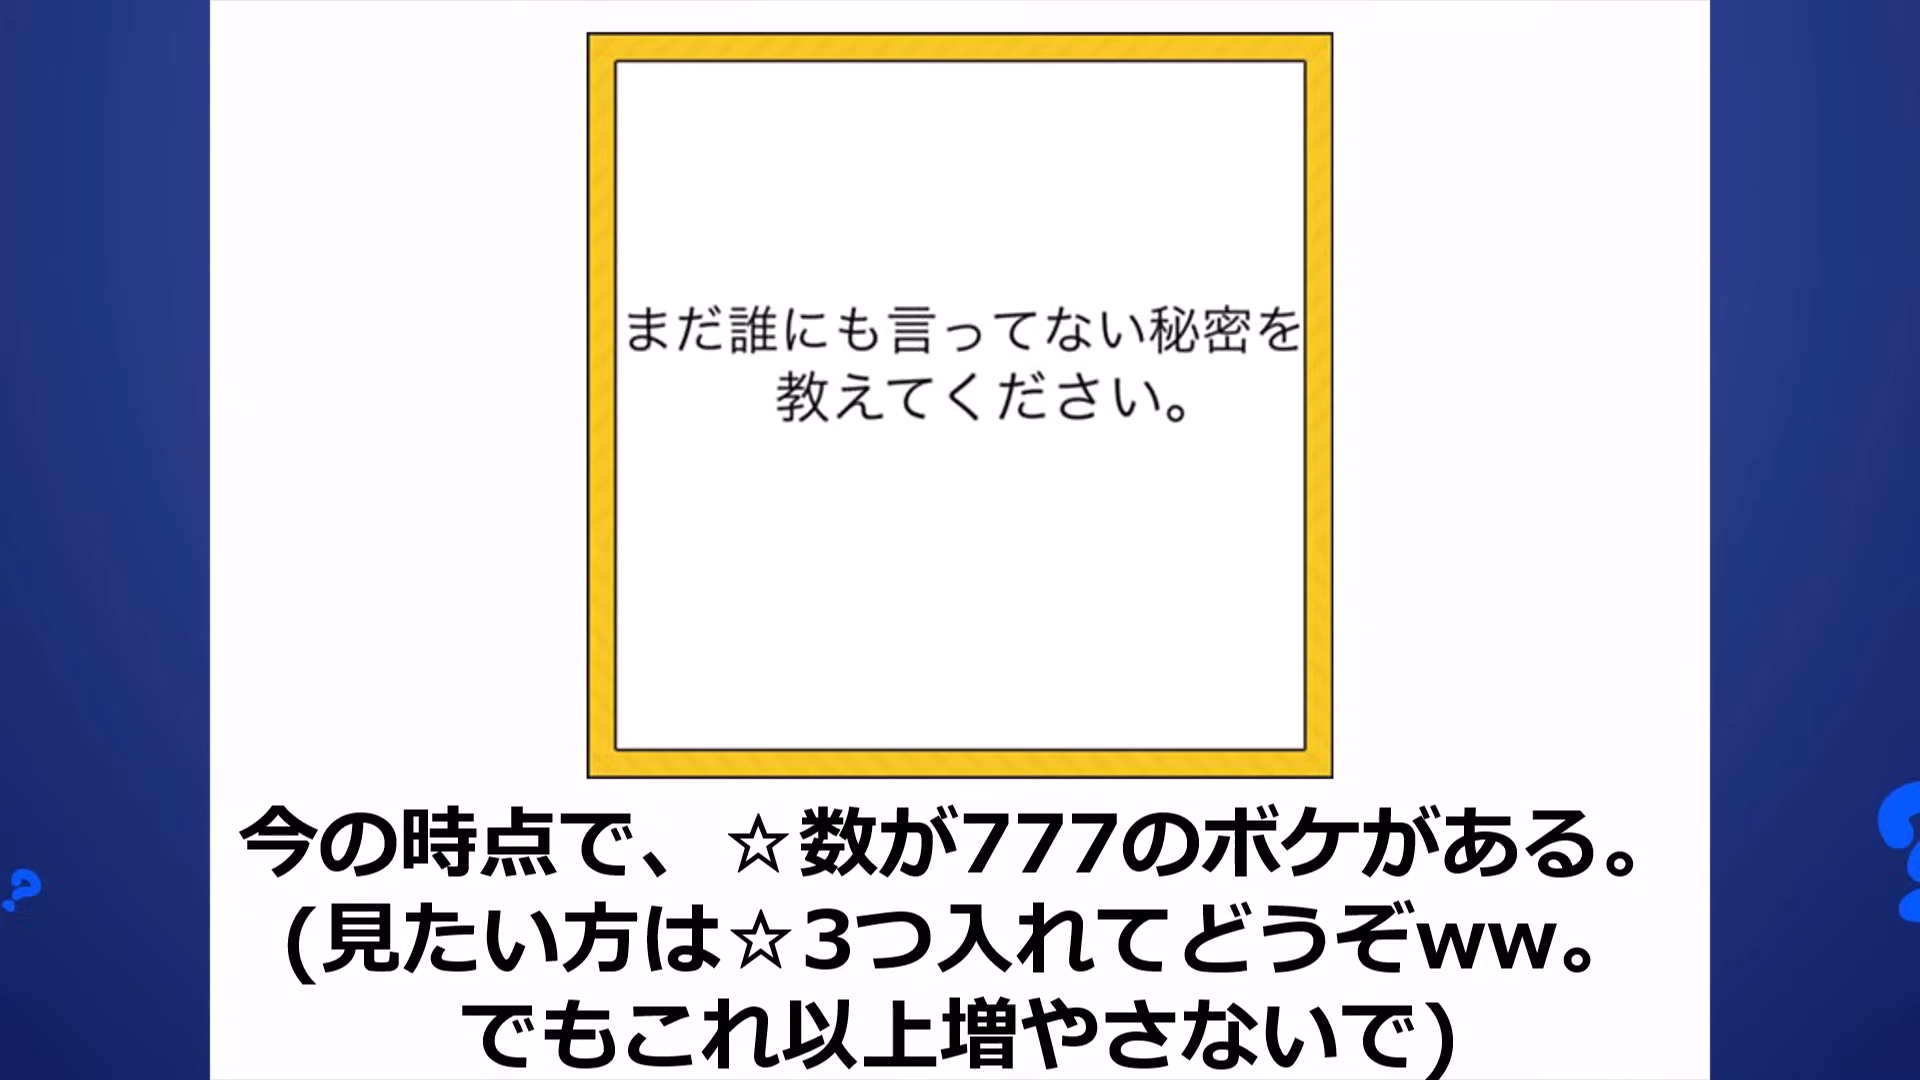 まだ誰にも言ってない秘密を
教えてください。
今の時点で、☆数が777のボケがある。
(見たい方は☆3つ入れてどうぞww。
でもこれ以上増やさないで)